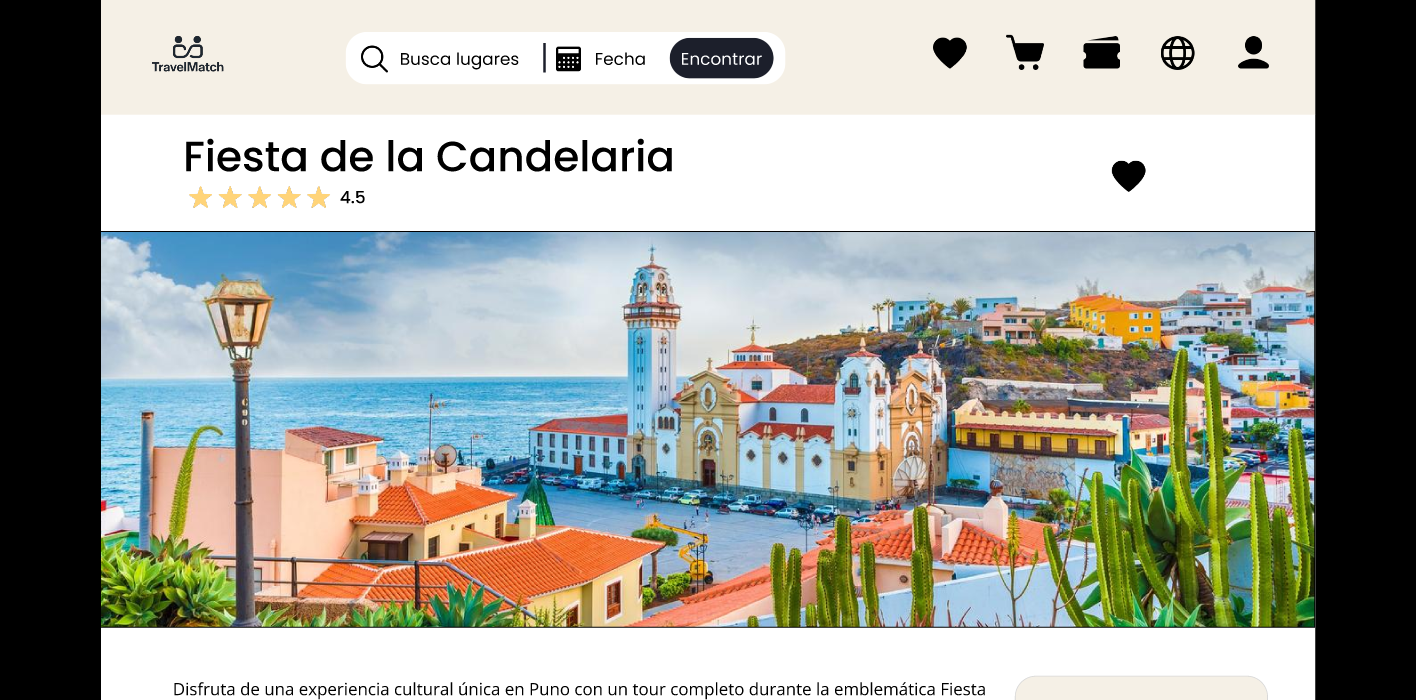 TravelMatch
Busca lugares
Fecha
Encontrar
Fiesta de la Candelaria
4.5
Disfruta de una experiencia cultural única en Puno con un tour completo durante la emblemática Fiesta